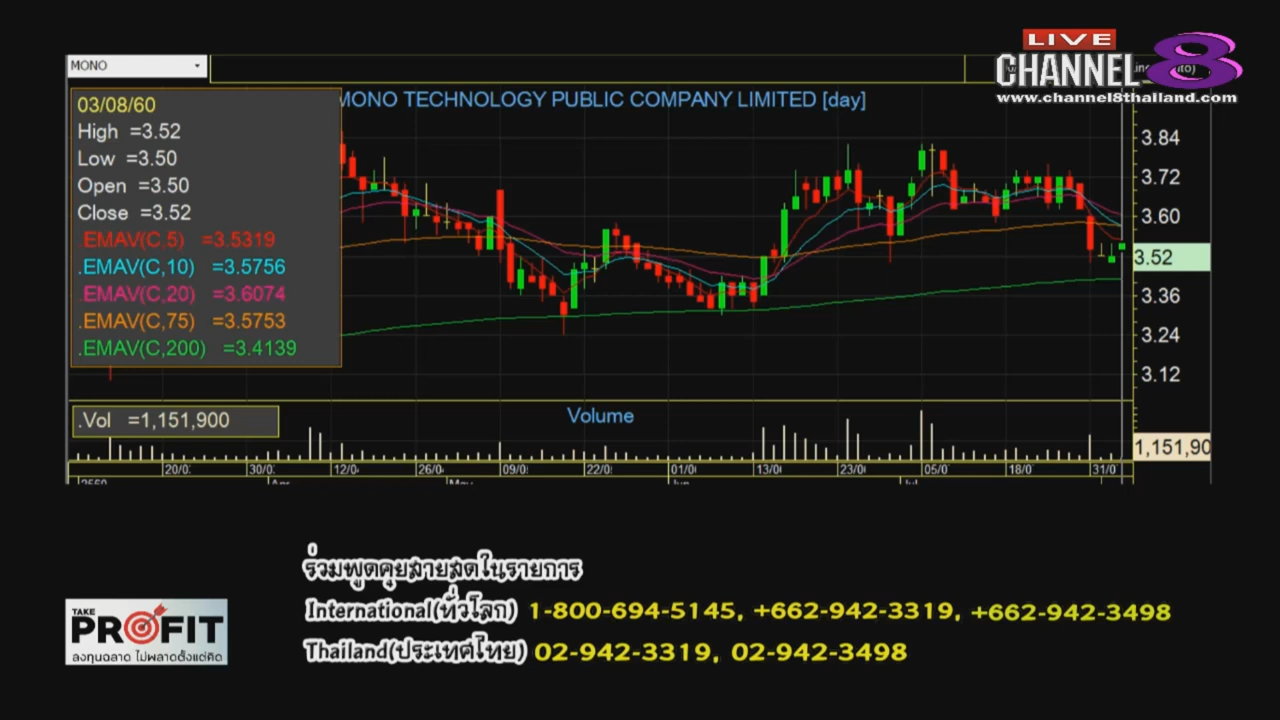 LIVE
CHANNEL 8
www.channel8thailand.com
MONO
MONO TECHNOLOGY PUBLIC COMPANY LIMITED [day]
03/08/60
High =3.52
Low =3.50
Open =3.50
Close =3.52
.EMAV(C,5) =3.5319
.EMAV(C,10) =3.5756
.EMAV(C,20) =3.6074
.EMAV(C,75) =3.5753
.EMAV(C,200) =3.4139
3.84
3.72
3.60
3.52
3.36
3.24
3.12
.Vol =1,151,900
Volume
1,151,90
20/0 30/0 12/0 26/0 09/0 22/0 01/0 13/0 23/0 05/0 18/0 31/0
2560 Apr May Jun Jul
ร่วมพูดคุยสายสดในรายการ
International(ทั่วโลก) 1-800-694-5145, +662-942-3319, +662-942-3498
Thailand(ประเทศไทย) 02-942-3319, 02-942-3498
TAKE
PROFIT
ลงทุนฉลาด ไม่พลาดตั้งแต่คิด